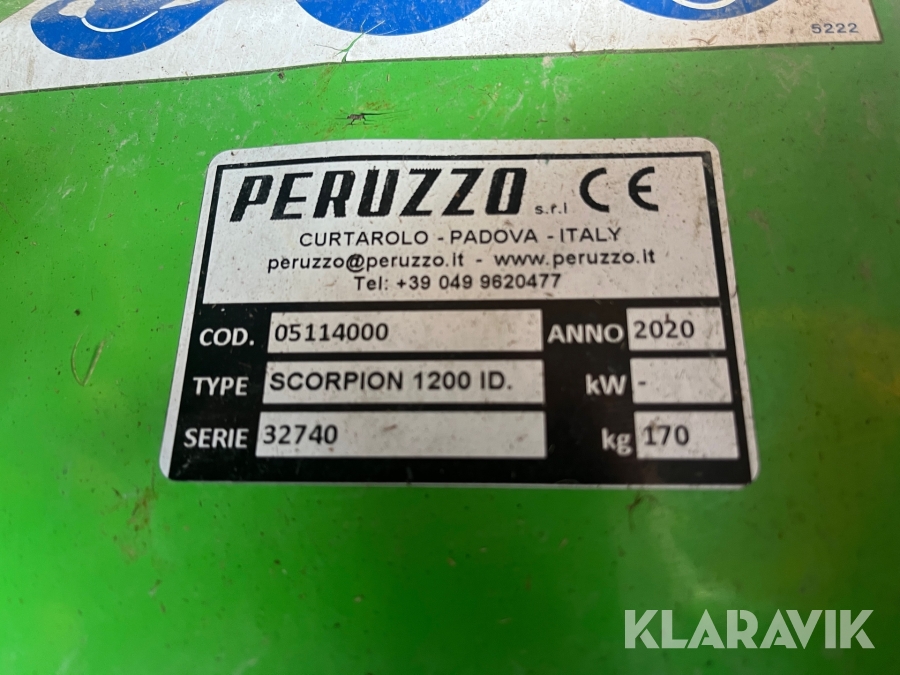 5222
PERUZZO s.r.l CE
CURTAROLO - PADOVA - ITALY
peruzzo@peruzzo.it - www.peruzzo.it
Tel: +39 049 9620477
COD. 05114000 ANNO 2020
TYPE SCORPION 1200 ID. kW -
SERIE 32740 kg 170
KLARAVIK